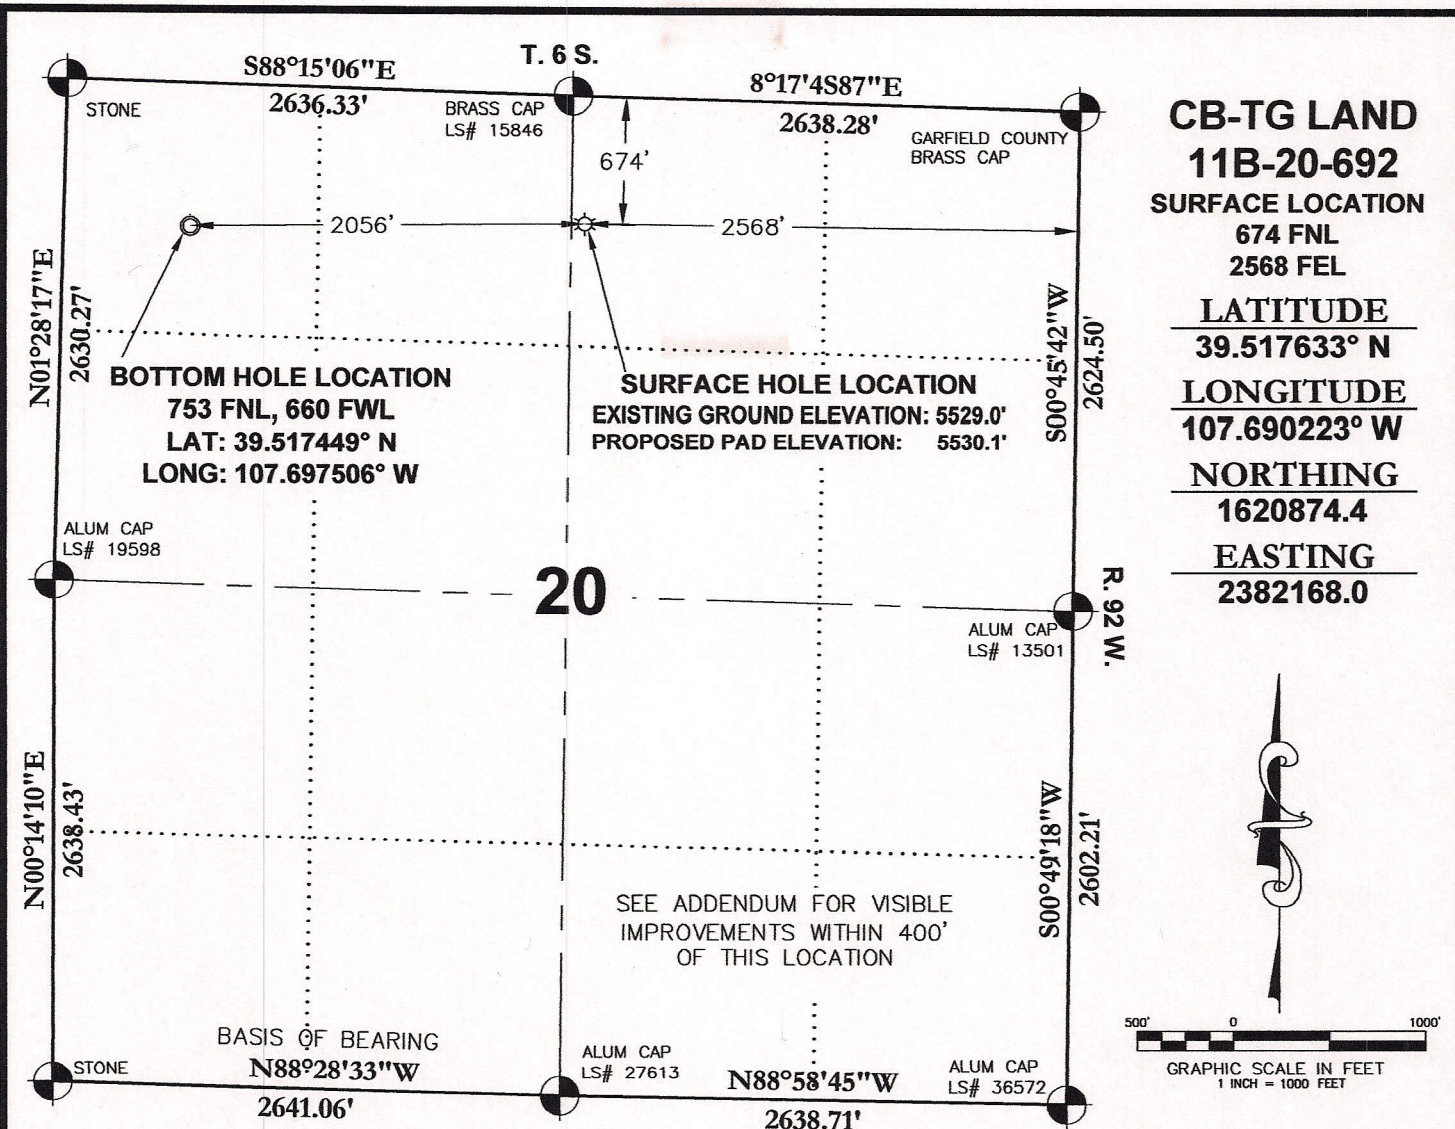 T. 6 S.
S88°15'06"E
2636.33'
8°17'4S87"E
2638.28'
STONE
BRASS CAP
LS# 15846
GARFIELD COUNTY
BRASS CAP
674'
2056'
2568'
N01°28'17"E
2630.27'
S00°45'42"W
2624.50'
BOTTOM HOLE LOCATION
753 FNL, 660 FWL
LAT: 39.517449° N
LONG: 107.697506° W
SURFACE HOLE LOCATION
EXISTING GROUND ELEVATION: 5529.0'
PROPOSED PAD ELEVATION: 5530.1'
ALUM CAP
LS# 19598
20
R. 92 W.
ALUM CAP
LS# 13501
N00°14'10"E
2638.43'
S00°49'18"W
2602.21'
SEE ADDENDUM FOR VISIBLE
IMPROVEMENTS WITHIN 400'
OF THIS LOCATION
BASIS OF BEARING
STONE
N88°28'33"W
2641.06'
ALUM CAP
LS# 27613
N88°58'45"W
2638.71'
ALUM CAP
LS# 36572
CB-TG LAND
11B-20-692
SURFACE LOCATION
674 FNL
2568 FEL
LATITUDE
39.517633° N
LONGITUDE
107.690223° W
NORTHING
1620874.4
EASTING
2382168.0
500' 0 1000'
GRAPHIC SCALE IN FEET
1 INCH = 1000 FEET